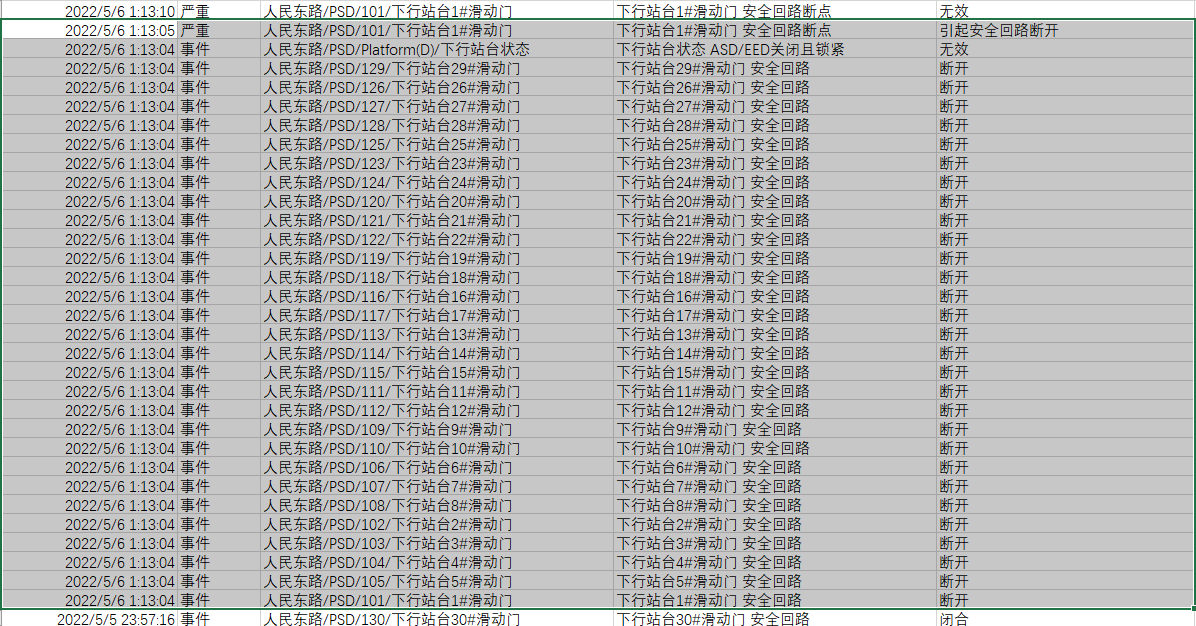 2022/5/6 1:13:10 严重 人民东路/PSD/101/下行站台1#滑动门 下行站台1#滑动门 安全回路断点 无效
2022/5/6 1:13:05 严重 人民东路/PSD/101/下行站台1#滑动门 下行站台1#滑动门 安全回路断点 引起安全回路断开
2022/5/6 1:13:04 事件 人民东路/PSD/Platform(D)/下行站台状态 下行站台状态 ASD/EED关闭且锁紧 无效
2022/5/6 1:13:04 事件 人民东路/PSD/129/下行站台29#滑动门 下行站台29#滑动门 安全回路 断开
2022/5/6 1:13:04 事件 人民东路/PSD/126/下行站台26#滑动门 下行站台26#滑动门 安全回路 断开
2022/5/6 1:13:04 事件 人民东路/PSD/127/下行站台27#滑动门 下行站台27#滑动门 安全回路 断开
2022/5/6 1:13:04 事件 人民东路/PSD/128/下行站台28#滑动门 下行站台28#滑动门 安全回路 断开
2022/5/6 1:13:04 事件 人民东路/PSD/125/下行站台25#滑动门 下行站台25#滑动门 安全回路 断开
2022/5/6 1:13:04 事件 人民东路/PSD/123/下行站台23#滑动门 下行站台23#滑动门 安全回路 断开
2022/5/6 1:13:04 事件 人民东路/PSD/124/下行站台24#滑动门 下行站台24#滑动门 安全回路 断开
2022/5/6 1:13:04 事件 人民东路/PSD/120/下行站台20#滑动门 下行站台20#滑动门 安全回路 断开
2022/5/6 1:13:04 事件 人民东路/PSD/121/下行站台21#滑动门 下行站台21#滑动门 安全回路 断开
2022/5/6 1:13:04 事件 人民东路/PSD/122/下行站台22#滑动门 下行站台22#滑动门 安全回路 断开
2022/5/6 1:13:04 事件 人民东路/PSD/119/下行站台19#滑动门 下行站台19#滑动门 安全回路 断开
2022/5/6 1:13:04 事件 人民东路/PSD/118/下行站台18#滑动门 下行站台18#滑动门 安全回路 断开
2022/5/6 1:13:04 事件 人民东路/PSD/116/下行站台16#滑动门 下行站台16#滑动门 安全回路 断开
2022/5/6 1:13:04 事件 人民东路/PSD/117/下行站台17#滑动门 下行站台17#滑动门 安全回路 断开
2022/5/6 1:13:04 事件 人民东路/PSD/113/下行站台13#滑动门 下行站台13#滑动门 安全回路 断开
2022/5/6 1:13:04 事件 人民东路/PSD/114/下行站台14#滑动门 下行站台14#滑动门 安全回路 断开
2022/5/6 1:13:04 事件 人民东路/PSD/115/下行站台15#滑动门 下行站台15#滑动门 安全回路 断开
2022/5/6 1:13:04 事件 人民东路/PSD/111/下行站台11#滑动门 下行站台11#滑动门 安全回路 断开
2022/5/6 1:13:04 事件 人民东路/PSD/112/下行站台12#滑动门 下行站台12#滑动门 安全回路 断开
2022/5/6 1:13:04 事件 人民东路/PSD/109/下行站台9#滑动门 下行站台9#滑动门 安全回路 断开
2022/5/6 1:13:04 事件 人民东路/PSD/110/下行站台10#滑动门 下行站台10#滑动门 安全回路 断开
2022/5/6 1:13:04 事件 人民东路/PSD/106/下行站台6#滑动门 下行站台6#滑动门 安全回路 断开
2022/5/6 1:13:04 事件 人民东路/PSD/107/下行站台7#滑动门 下行站台7#滑动门 安全回路 断开
2022/5/6 1:13:04 事件 人民东路/PSD/108/下行站台8#滑动门 下行站台8#滑动门 安全回路 断开
2022/5/6 1:13:04 事件 人民东路/PSD/102/下行站台2#滑动门 下行站台2#滑动门 安全回路 断开
2022/5/6 1:13:04 事件 人民东路/PSD/103/下行站台3#滑动门 下行站台3#滑动门 安全回路 断开
2022/5/6 1:13:04 事件 人民东路/PSD/104/下行站台4#滑动门 下行站台4#滑动门 安全回路 断开
2022/5/6 1:13:04 事件 人民东路/PSD/105/下行站台5#滑动门 下行站台5#滑动门 安全回路 断开
2022/5/6 1:13:04 事件 人民东路/PSD/101/下行站台1#滑动门 下行站台1#滑动门 安全回路 断开
2022/5/5 23:57:16 事件 人民东路/PSD/130/下行站台30#滑动门 下行站台30#滑动门 安全回路 闭合